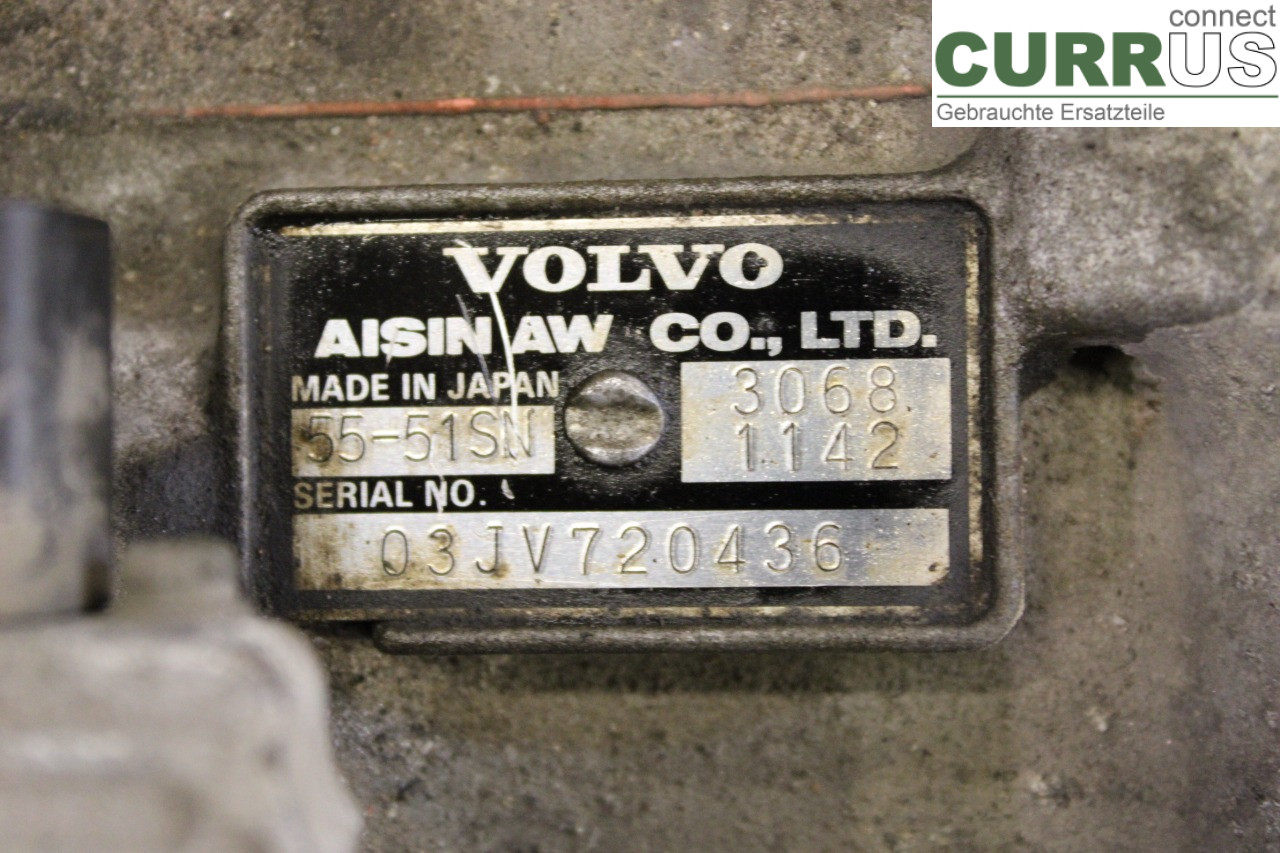 connect
CURRUS
Gebrauchte Ersatzteile
VOLVO
AISIN AW CO., LTD.
MADE IN JAPAN
3068
55-51SN
1142
SERIAL NO.
03JV720436